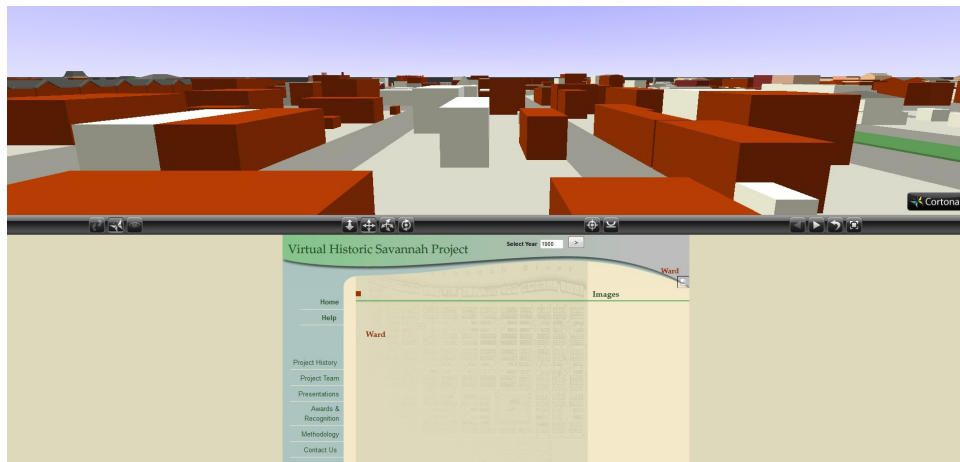 Cortona
Virtual Historic Savannah Project
Select Year 1900 >
Ward
Images
Home
Help
Ward
Project History
Project Team
Presentations
Awards &
Recognition
Methodology
Contact Us